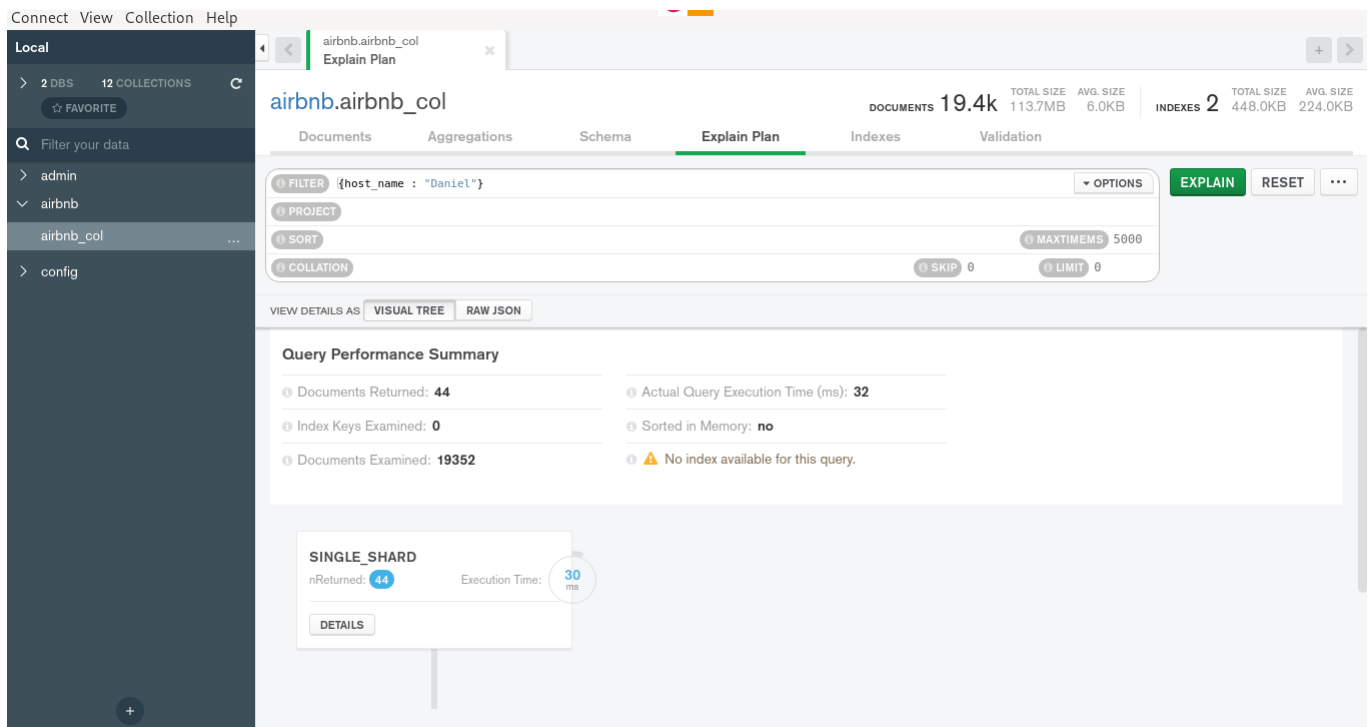 Connect View Collection Help
Local
2 DBS 12 COLLECTIONS
FAVORITE
Filter your data
admin
airbnb
airbnb_col ...
config
+
airbnb.airbnb_col
Explain Plan
airbnb.airbnb_col
DOCUMENTS 19.4k TOTAL SIZE 113.7MB AVG. SIZE 6.0KB INDEXES 2 TOTAL SIZE 448.0KB AVG. SIZE 224.0KB
Documents Aggregations Schema Explain Plan Indexes Validation
FILTER {host_name : "Daniel"} OPTIONS EXPLAIN RESET ...
PROJECT
SORT MAXTIMEMS 5000
COLLATION SKIP 0 LIMIT 0
VIEW DETAILS AS VISUAL TREE RAW JSON
Query Performance Summary
Documents Returned: 44 Actual Query Execution Time (ms): 32
Index Keys Examined: 0 Sorted in Memory: no
Documents Examined: 19352 No index available for this query.
SINGLE_SHARD
nReturned: 44 Execution Time: 30 ms
DETAILS